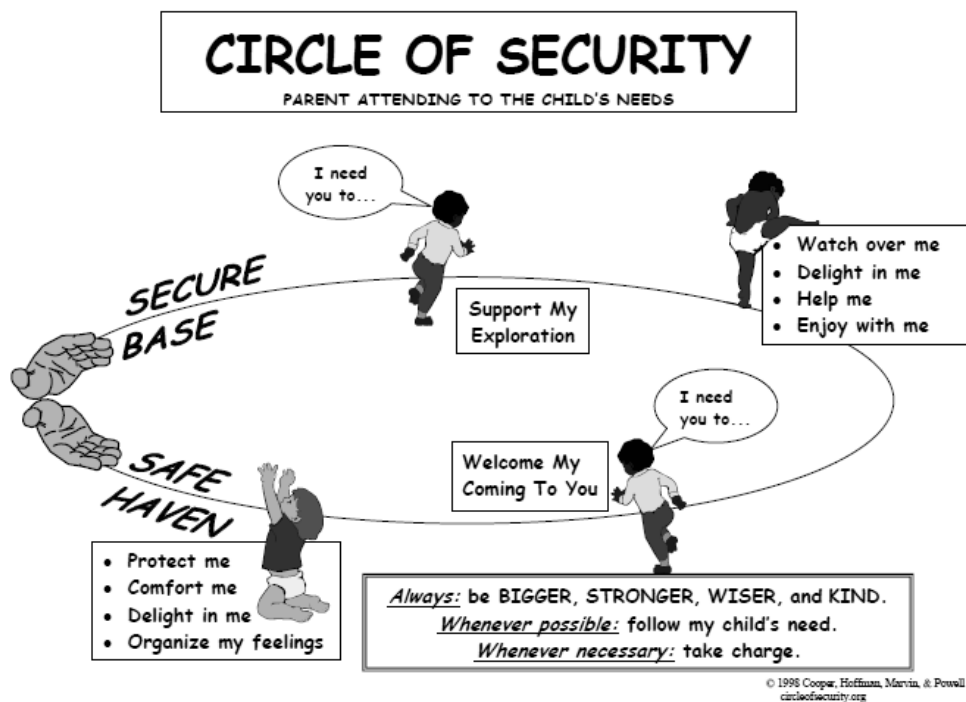 CIRCLE OF SECURITY
PARENT ATTENDING TO THE CHILD'S NEEDS
I need
you to...
SECURE
BASE
Support My
Exploration
• Watch over me
• Delight in me
• Help me
• Enjoy with me
I need
you to...
Welcome My
Coming To You
SAFE
HAVEN
• Protect me
• Comfort me
• Delight in me
• Organize my feelings
Always: be BIGGER, STRONGER, WISER, and KIND.
Whenever possible: follow my child's need.
Whenever necessary: take charge.
© 1998 Cooper, Hoffman, Marvin, & Powell
circleofsecurity.org